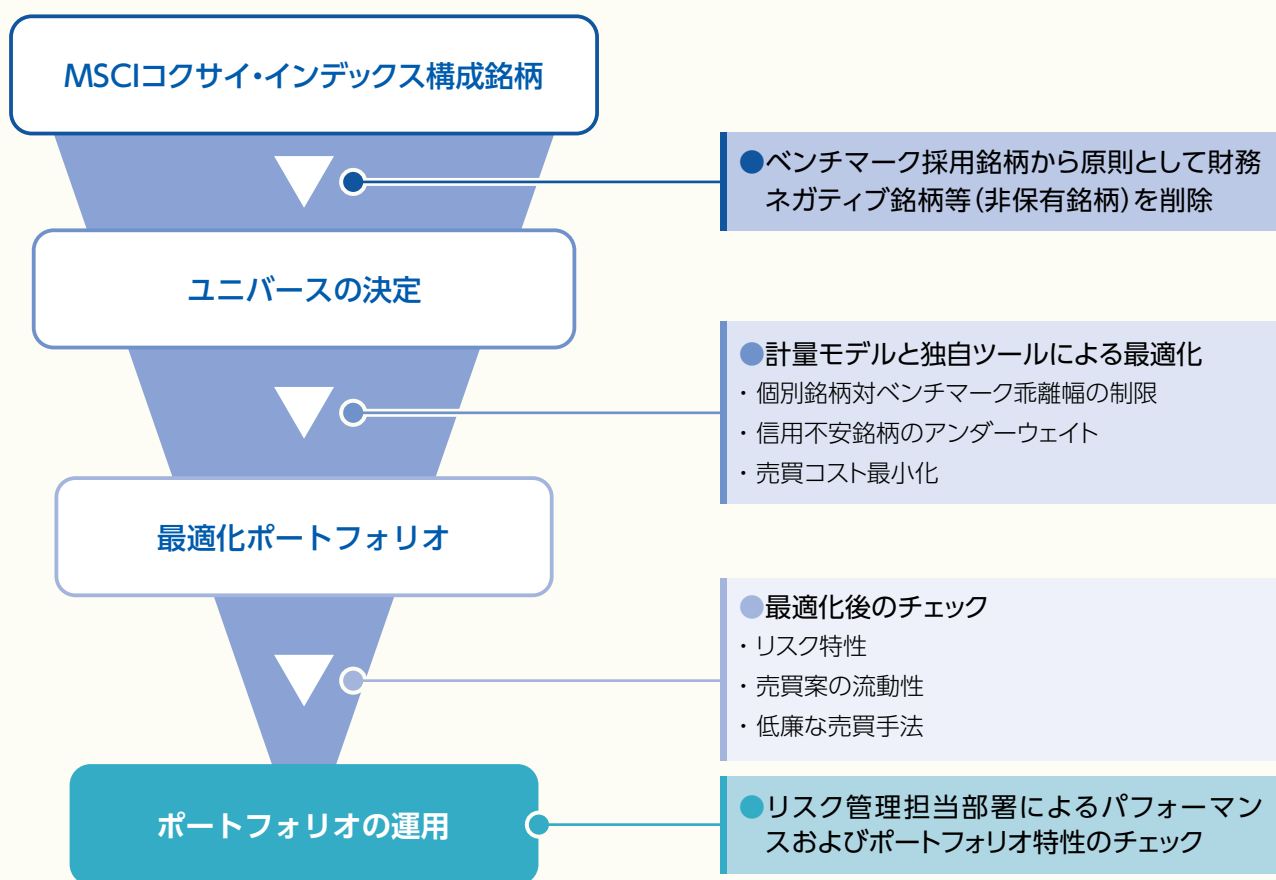 MSCIコクサイ・インデックス構成銘柄
●ベンチマーク採用銘柄から原則として財務
ネガティブ銘柄等(非保有銘柄)を削除
ユニバースの決定
●計量モデルと独自ツールによる最適化
・個別銘柄対ベンチマーク乖離幅の制限
・信用不安銘柄のアンダーウェイト
・売買コスト最小化
最適化ポートフォリオ
●最適化後のチェック
・リスク特性
・売買案の流動性
・低廉な売買手法
ポートフォリオの運用
●リスク管理担当部署によるパフォーマン
スおよびポートフォリオ特性のチェック